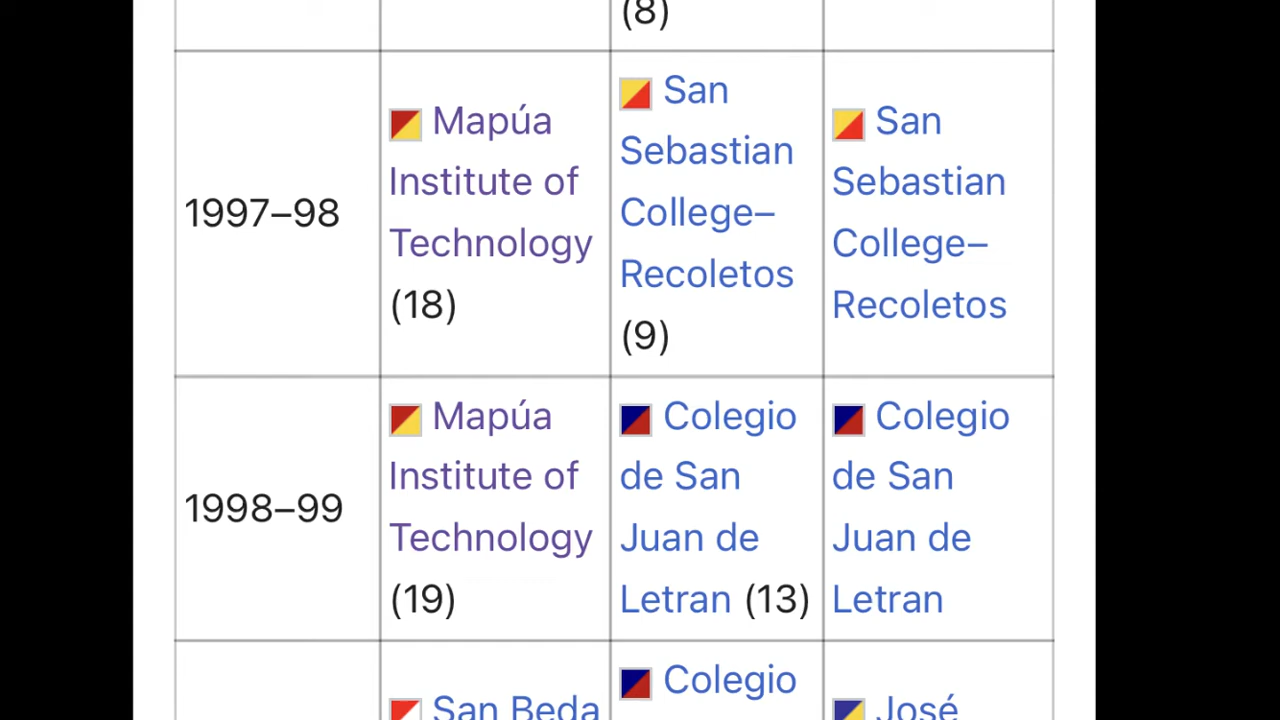 (8)
1997–98
Mapúa
Institute of
Technology
(18)
San
Sebastian
College–
Recoletos
(9)
San
Sebastian
College–
Recoletos
1998–99
Mapúa
Institute of
Technology
(19)
Colegio
de San
Juan de
Letran (13)
Colegio
de San
Juan de
Letran
San Beda
Colegio
José